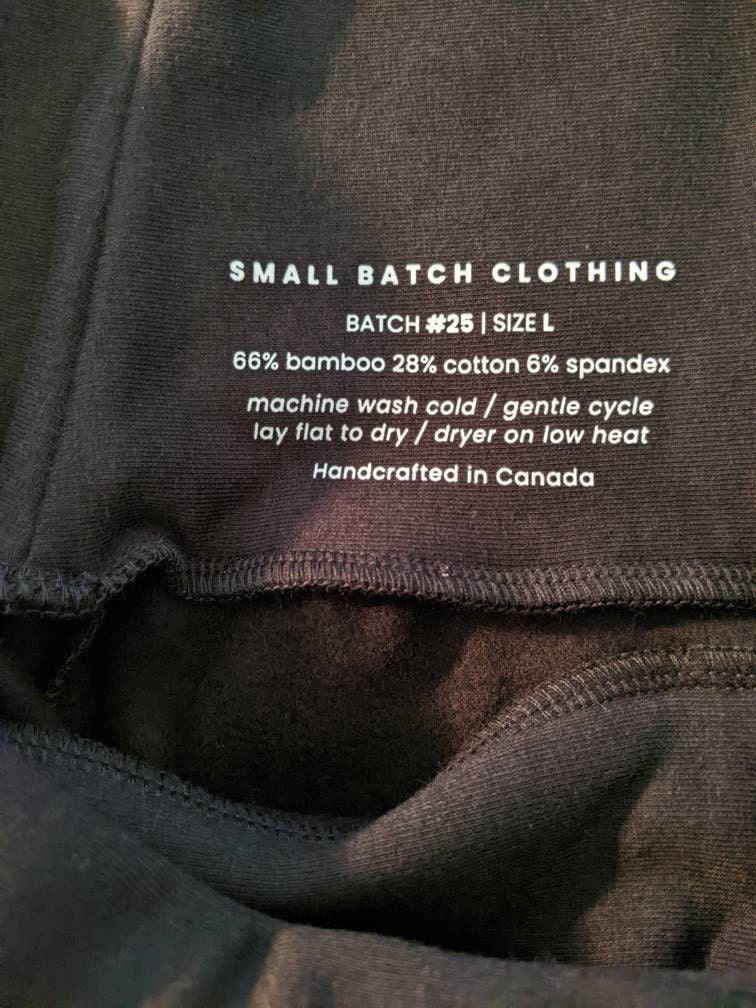 SMALL BATCH CLOTHING
BATCH #25 | SIZE L
66% bamboo 28% cotton 6% spandex
machine wash cold / gentle cycle
lay flat to dry / dryer on low heat
Handcrafted in Canada